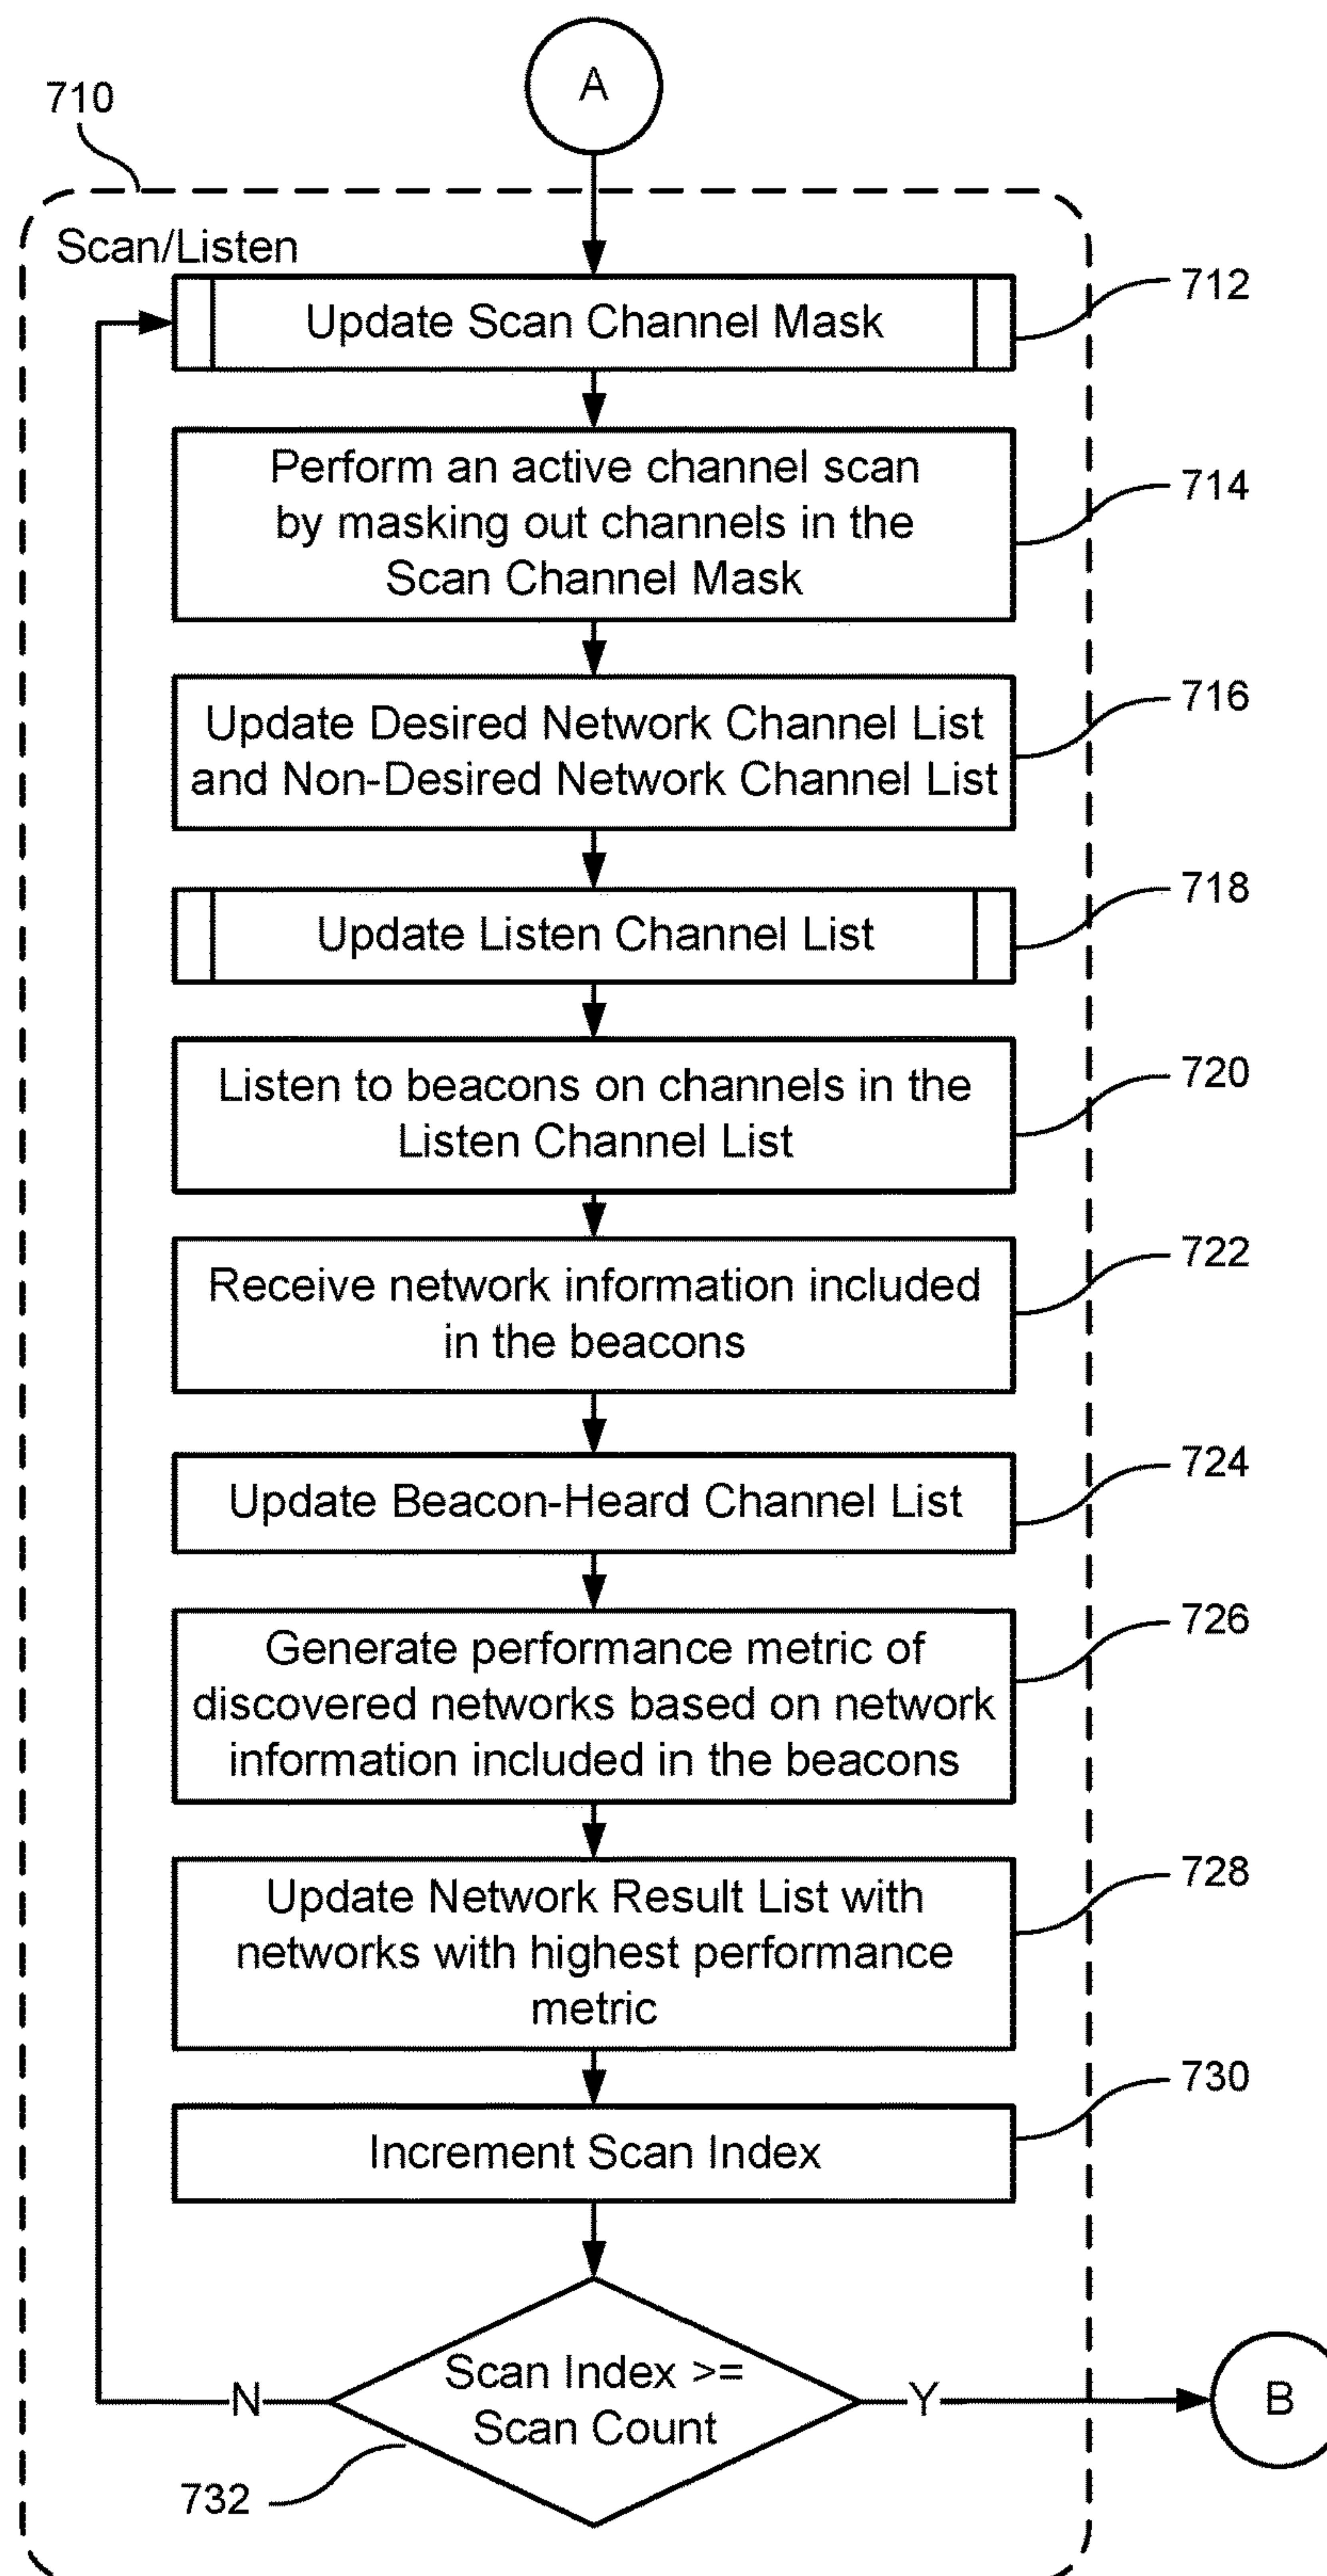 A
710
Scan/Listen
Update Scan Channel Mask
712
Perform an active channel scan
by masking out channels in the
Scan Channel Mask
714
Update Desired Network Channel List
and Non-Desired Network Channel List
716
Update Listen Channel List
718
Listen to beacons on channels in the
Listen Channel List
720
Receive network information included
in the beacons
722
Update Beacon-Heard Channel List
724
Generate performance metric of
discovered networks based on network
information included in the beacons
726
Update Network Result List with
networks with highest performance
metric
728
Increment Scan Index
730
Scan Index >=
Scan Count
N
Y
B
732